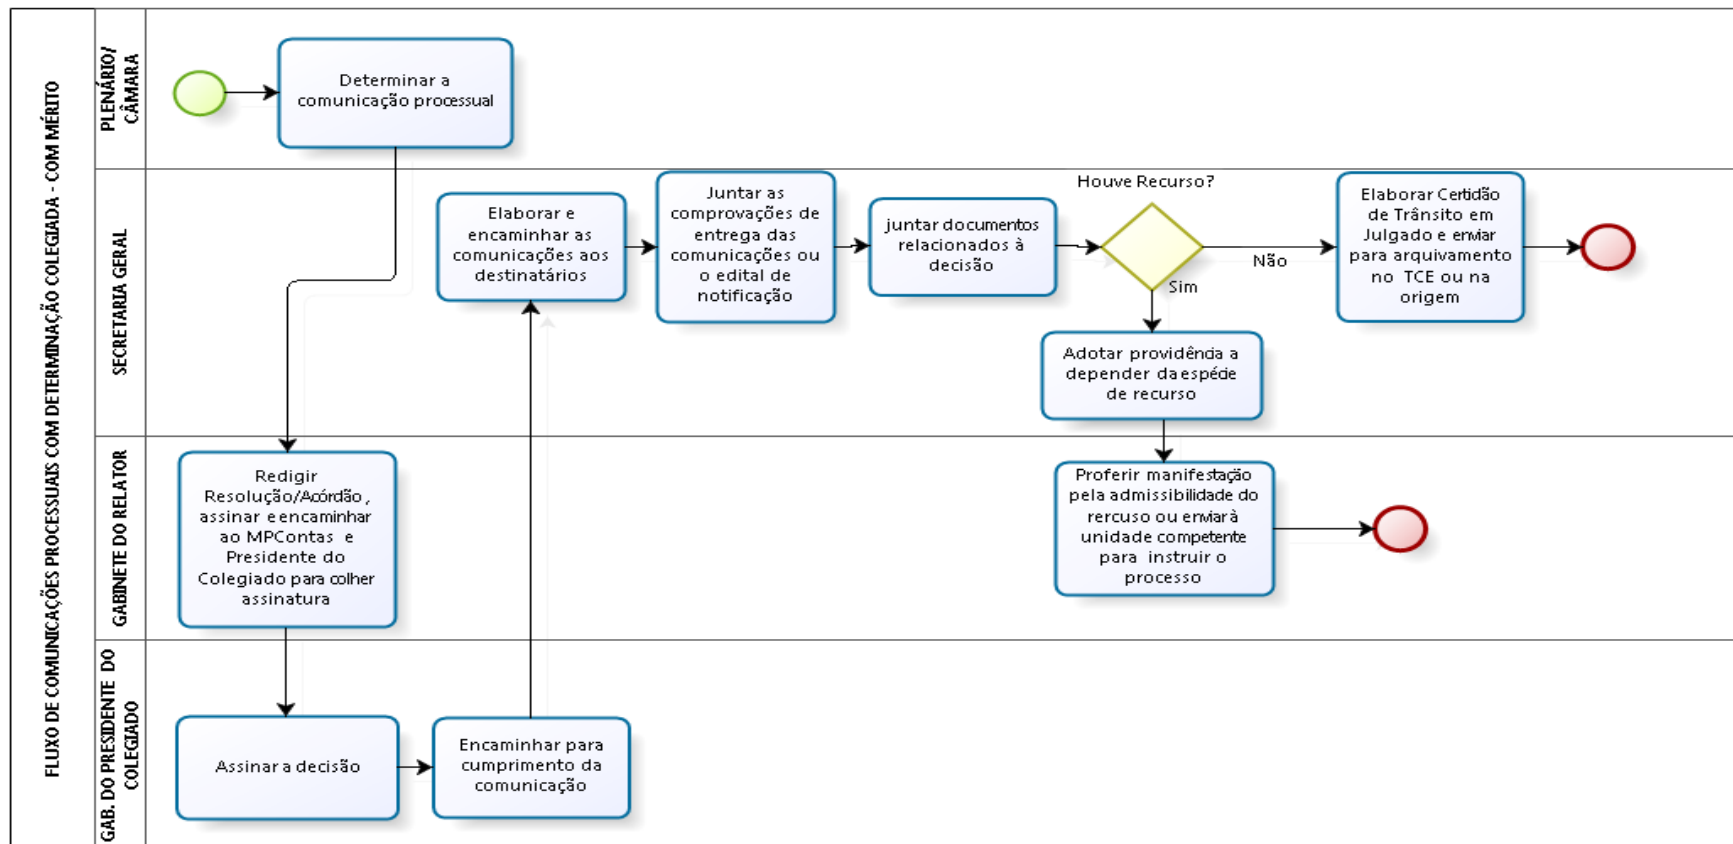 FLUXO DE COMUNICAÇÕES PROCESSUAIS COM DETERMINAÇÃO COLEGIADA - COM MÉRITO
PLENÁRIO/
CÂMARA
Determinar a
comunicação processual
SECRETARIA GERAL
Elaborar e
encaminhar as
comunicações aos
destinatários
Juntar as
comprovações de
entrega das
comunicações ou
o edital de
notificação
juntar documentos
relacionados à
decisão
Houve Recurso?
Não
Sim
Elaborar Certidão
de Trânsito em
Julgado e enviar
para arquivamento
no TCE ou na
origem
Adotar providência a
depender da espécie
de recurso
GABINETE DO RELATOR
Redigir
Resolução/Acórdão,
assinar e encaminhar
ao MPContas e
Presidente do
Colegiado para colher
assinatura
Proferir manifestação
pela admissibilidade do
rercuso ou enviar à
unidade competente
para instruir o
processo
GAB. DO PRESIDENTE DO
COLEGIADO
Assinar a decisão
Encaminhar para
cumprimento da
comunicação